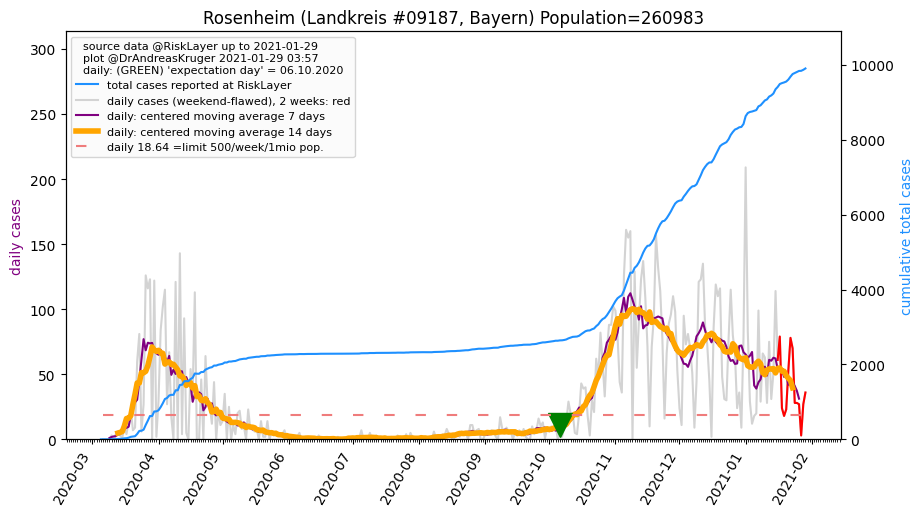 Rosenheim (Landkreis #09187, Bayern) Population=260983
source data @RiskLayer up to 2021-01-29
plot @DrAndreasKruger 2021-01-29 03:57
daily: (GREEN) 'expectation day' = 06.10.2020
total cases reported at RiskLayer
daily cases (weekend-flawed), 2 weeks: red
daily: centered moving average 7 days
daily: centered moving average 14 days
daily 18.64 =limit 500/week/1mio pop.
daily cases
300
250
200
150
100
50
0
cumulative total cases
10000
8000
6000
4000
2000
0
2020-03
2020-04
2020-05
2020-06
2020-07
2020-08
2020-09
2020-10
2020-11
2020-12
2021-01
2021-02